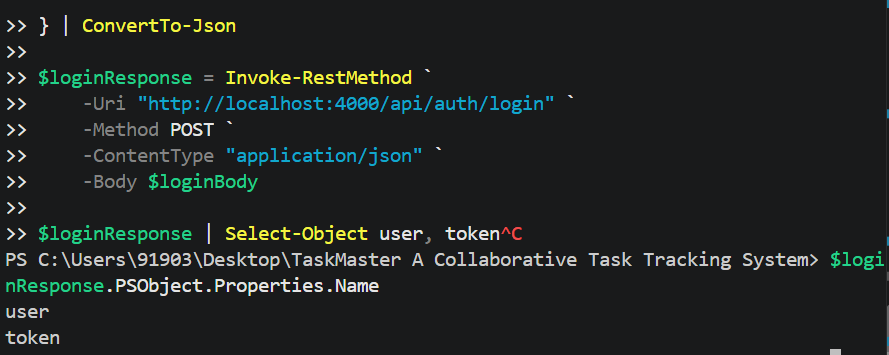 >> } | ConvertTo-Json
>>
>> $loginResponse = Invoke-RestMethod `
>>     -Uri "http://localhost:4000/api/auth/login" `
>>     -Method POST `
>>     -ContentType "application/json" `
>>     -Body $loginBody
>>
>> $loginResponse | Select-Object user, token^C
PS C:\Users\91903\Desktop\TaskMaster A Collaborative Task Tracking System> $logi
nResponse.PSObject.Properties.Name
user
token